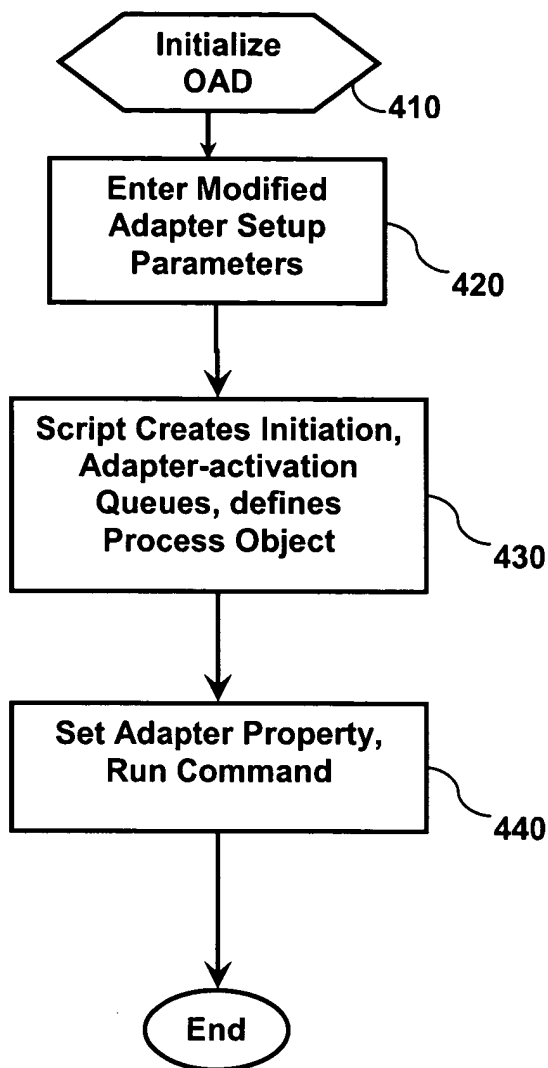 Initialize
OAD
410
Enter Modified
Adapter Setup
Parameters
420
Script Creates Initiation,
Adapter-activation
Queues, defines
Process Object
430
Set Adapter Property,
Run Command
440
End